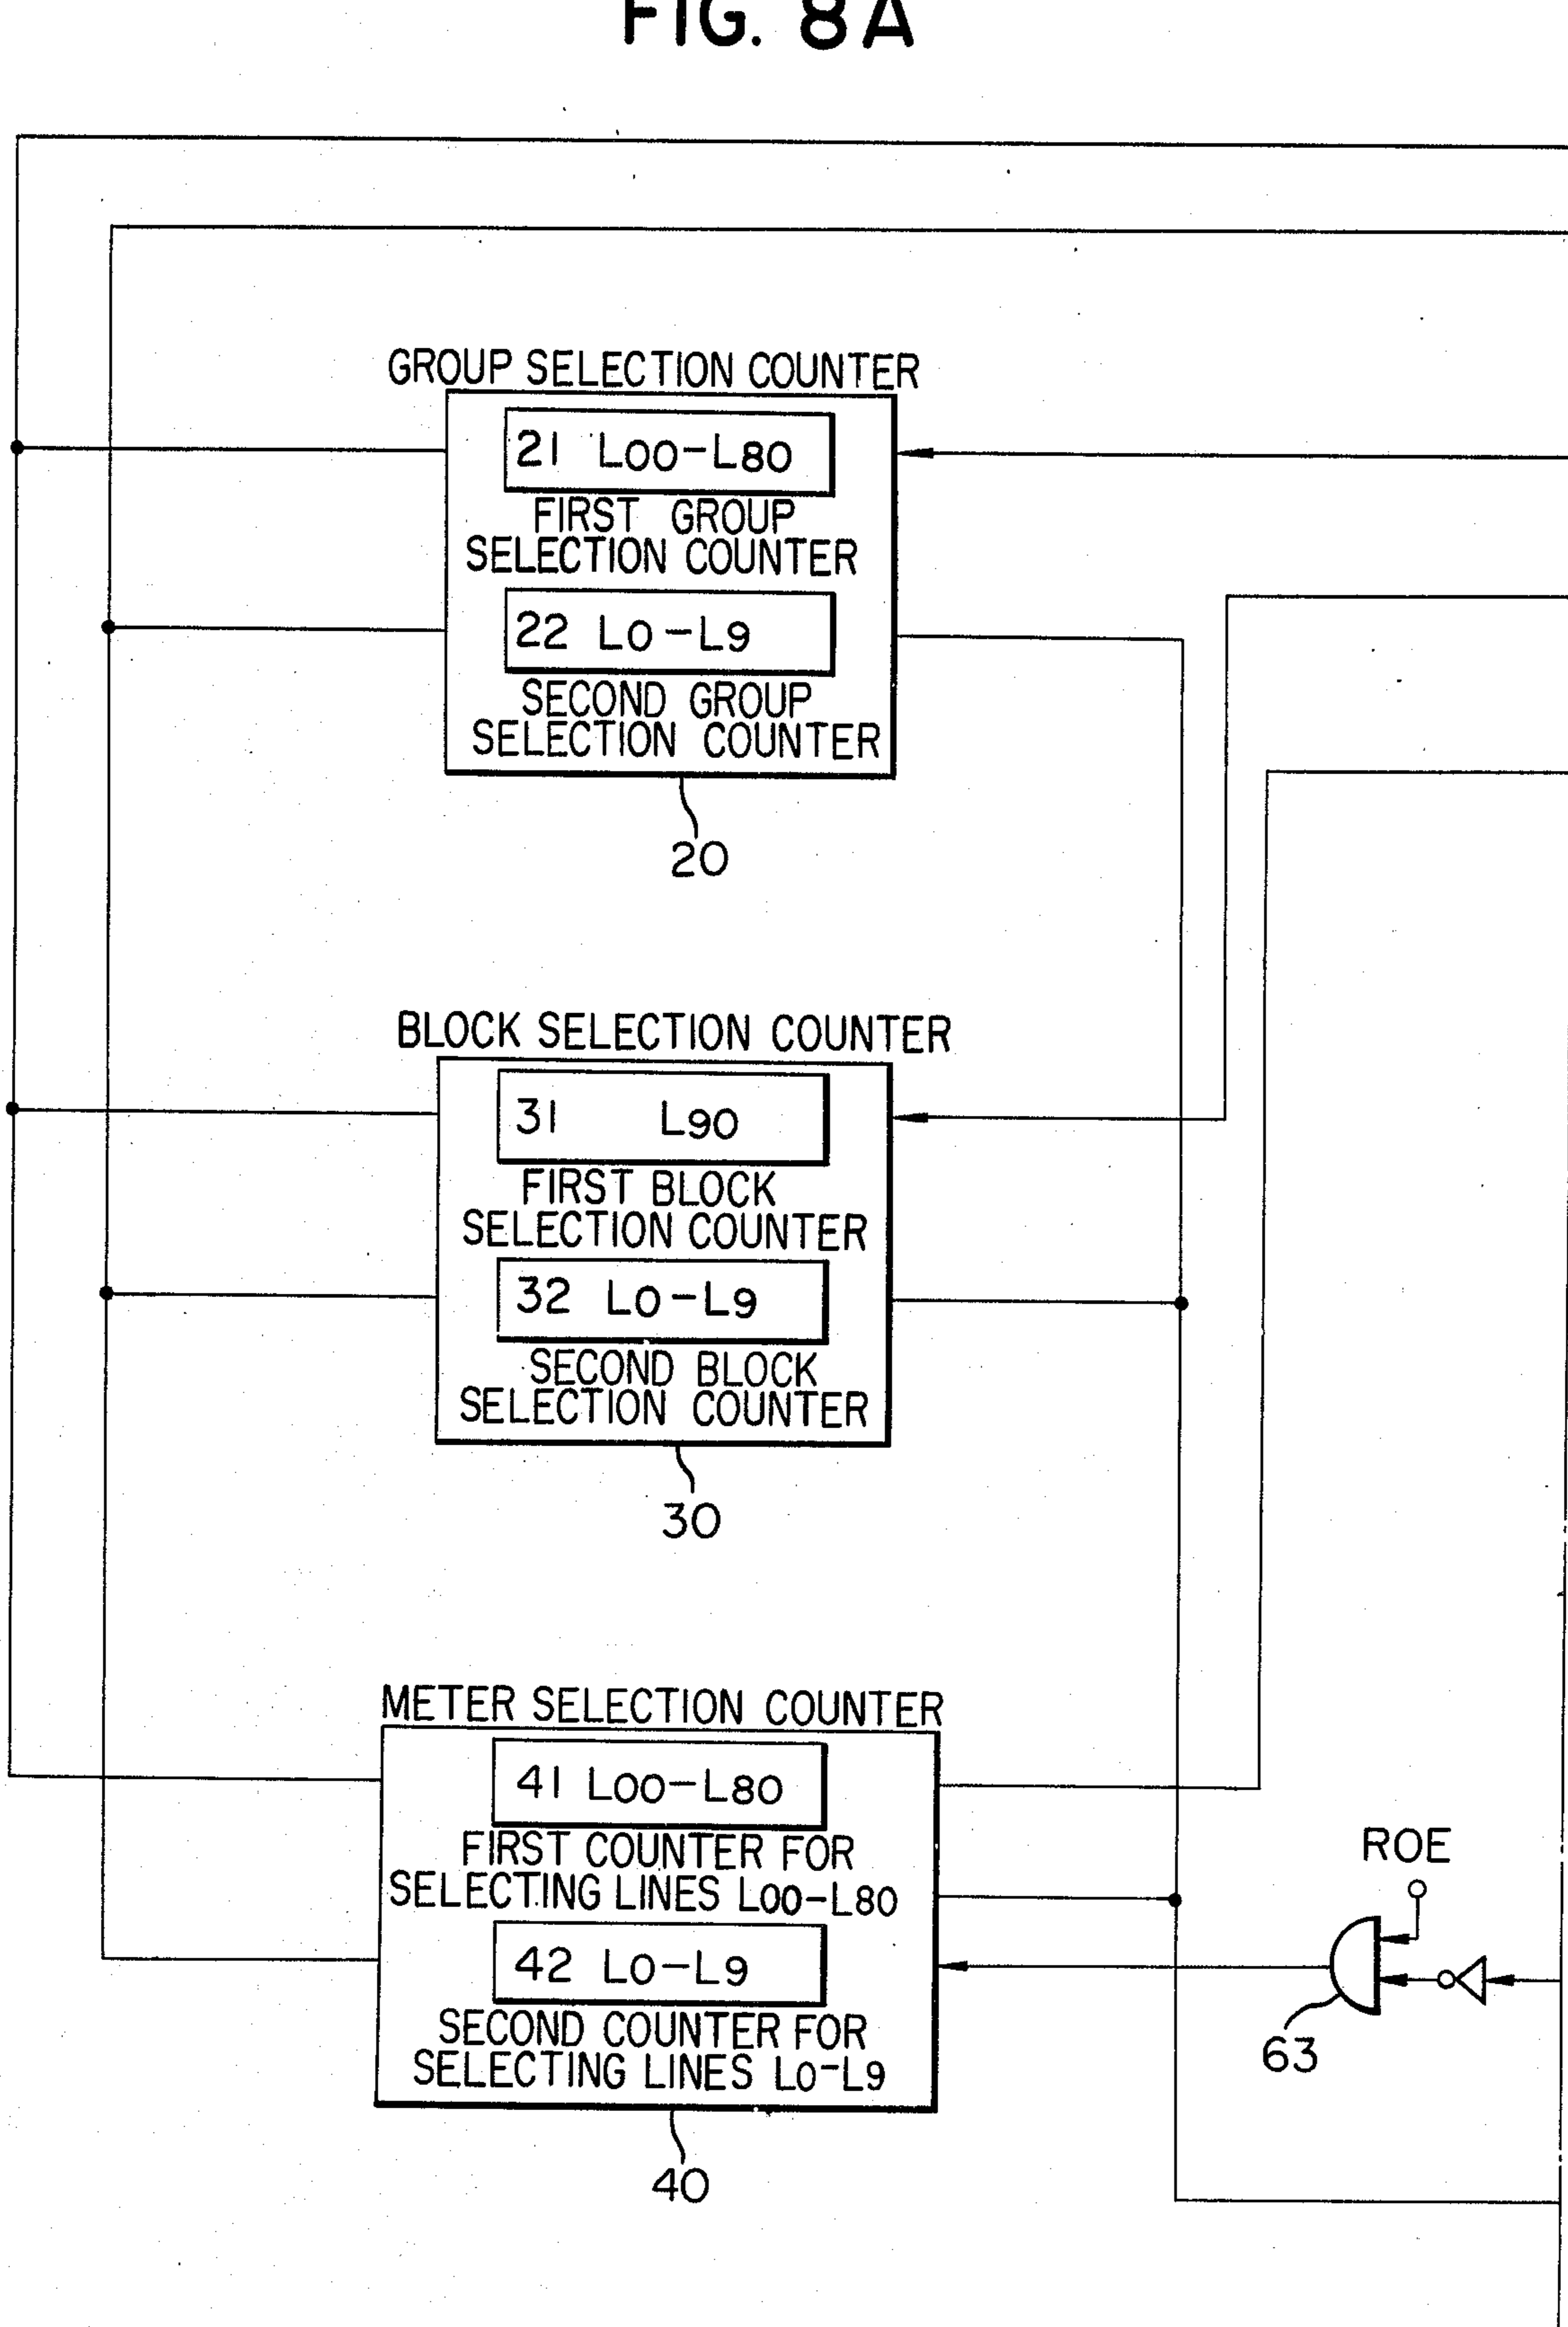 FIG. 8A
GROUP SELECTION COUNTER
21 L00-L80
FIRST GROUP
SELECTION COUNTER
22 L0-L9
SECOND GROUP
SELECTION COUNTER
20
BLOCK SELECTION COUNTER
31 L90
FIRST BLOCK
SELECTION COUNTER
32 L0-L9
SECOND BLOCK
SELECTION COUNTER
30
METER SELECTION COUNTER
41 L00-L80
FIRST COUNTER FOR
SELECTING LINES L00-L80
42 L0-L9
SECOND COUNTER FOR
SELECTING LINES L0-L9
40
ROE
63